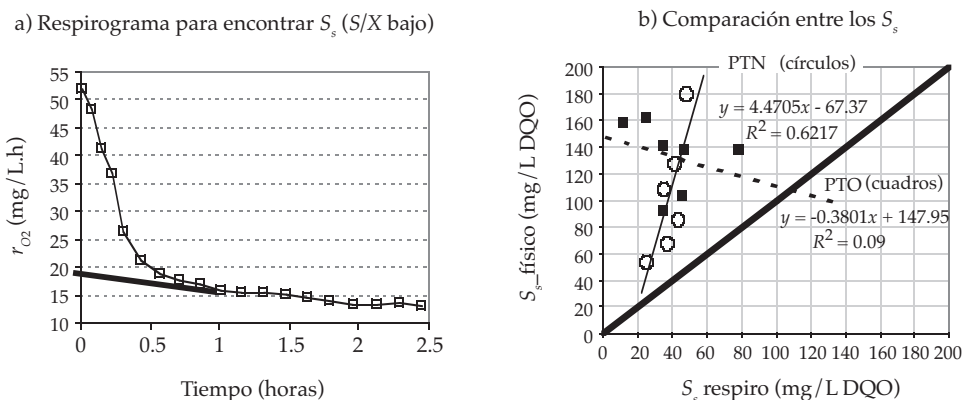 a) Respirograma para encontrar Sₛ (S/X bajo)
55
50
45
40
35
30
25
20
15
10
r_O2 (mg/L.h)
0 0.5 1 1.5 2 2.5
Tiempo (horas)
b) Comparación entre los Sₛ
200
180
160
140
120
100
80
60
40
20
0
Sₛ_físico (mg/L DQO)
PTN (círculos)
y = 4.4705x - 67.37
R² = 0.6217
PTO (cuadros)
y = -0.3801x + 147.95
R² = 0.09
0 20 40 60 80 100 120 140 160 180 200
Sₛ respiro (mg/L DQO)